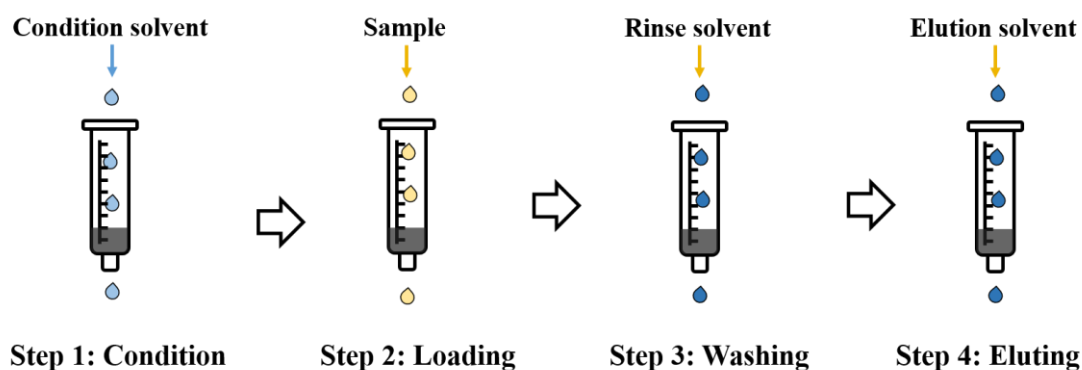 Condition solvent
Sample
Rinse solvent
Elution solvent
Step 1: Condition
Step 2: Loading
Step 3: Washing
Step 4: Eluting